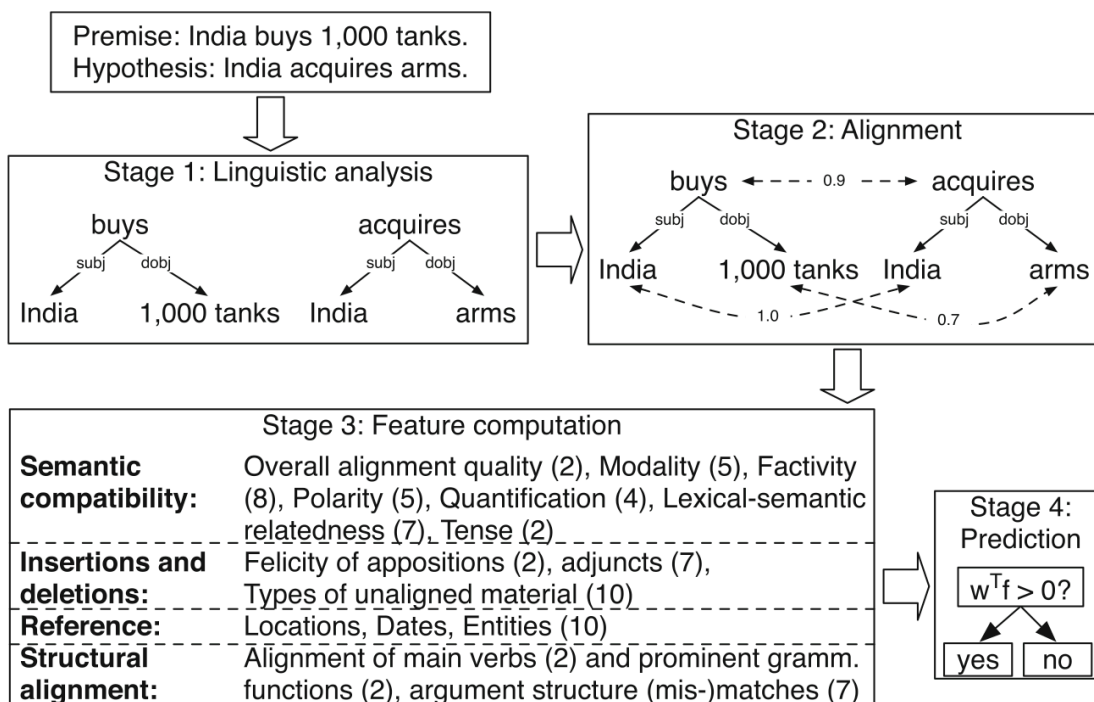 Premise: India buys 1,000 tanks.
Hypothesis: India acquires arms.
Stage 1: Linguistic analysis
buys
acquires
subj
dobj
subj
dobj
India
1,000 tanks
India
arms
Stage 2: Alignment
buys
0.9
acquires
subj
dobj
subj
dobj
India
1,000 tanks
India
arms
1.0
0.7
Stage 3: Feature computation
Semantic compatibility:
Overall alignment quality (2), Modality (5), Factivity
(8), Polarity (5), Quantification (4), Lexical-semantic
relatedness (7), Tense (2)
Insertions and deletions:
Felicity of appositions (2), adjuncts (7),
Types of unaligned material (10)
Reference:
Locations, Dates, Entities (10)
Structural alignment:
Alignment of main verbs (2) and prominent gramm.
functions (2), argument structure (mis-)matches (7)
Stage 4:
Prediction
wᵀf > 0?
yes
no